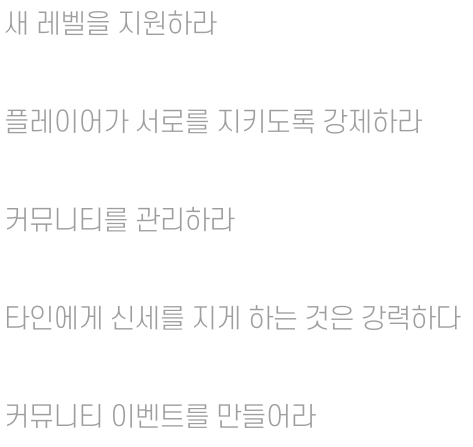 새 레벨을 지원하라
플레이어가 서로를 지키도록 강제하라
커뮤니티를 관리하라
타인에게 신세를 지게 하는 것은 강력하다
커뮤니티 이벤트를 만들어라